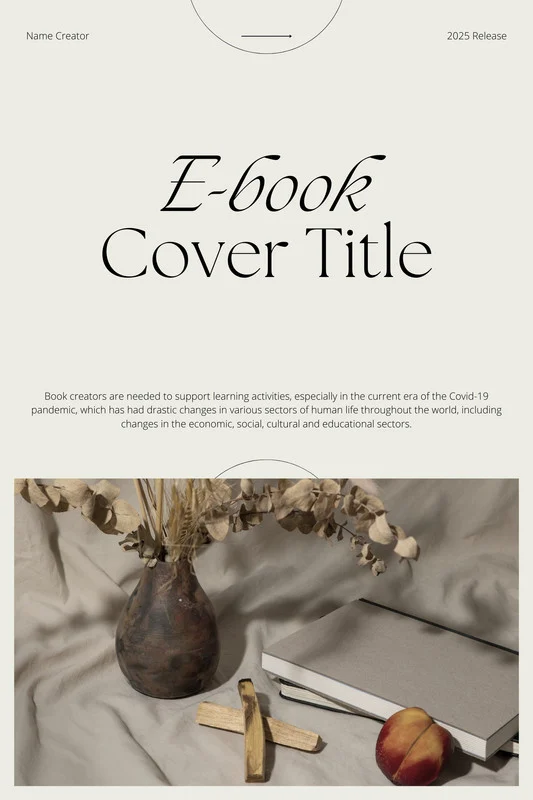 Name Creator
2025 Release
E-book
Cover Title
Book creators are needed to support learning activities, especially in the current era of the Covid-19
pandemic, which has had drastic changes in various sectors of human life throughout the world, including
changes in the economic, social, cultural and educational sectors.